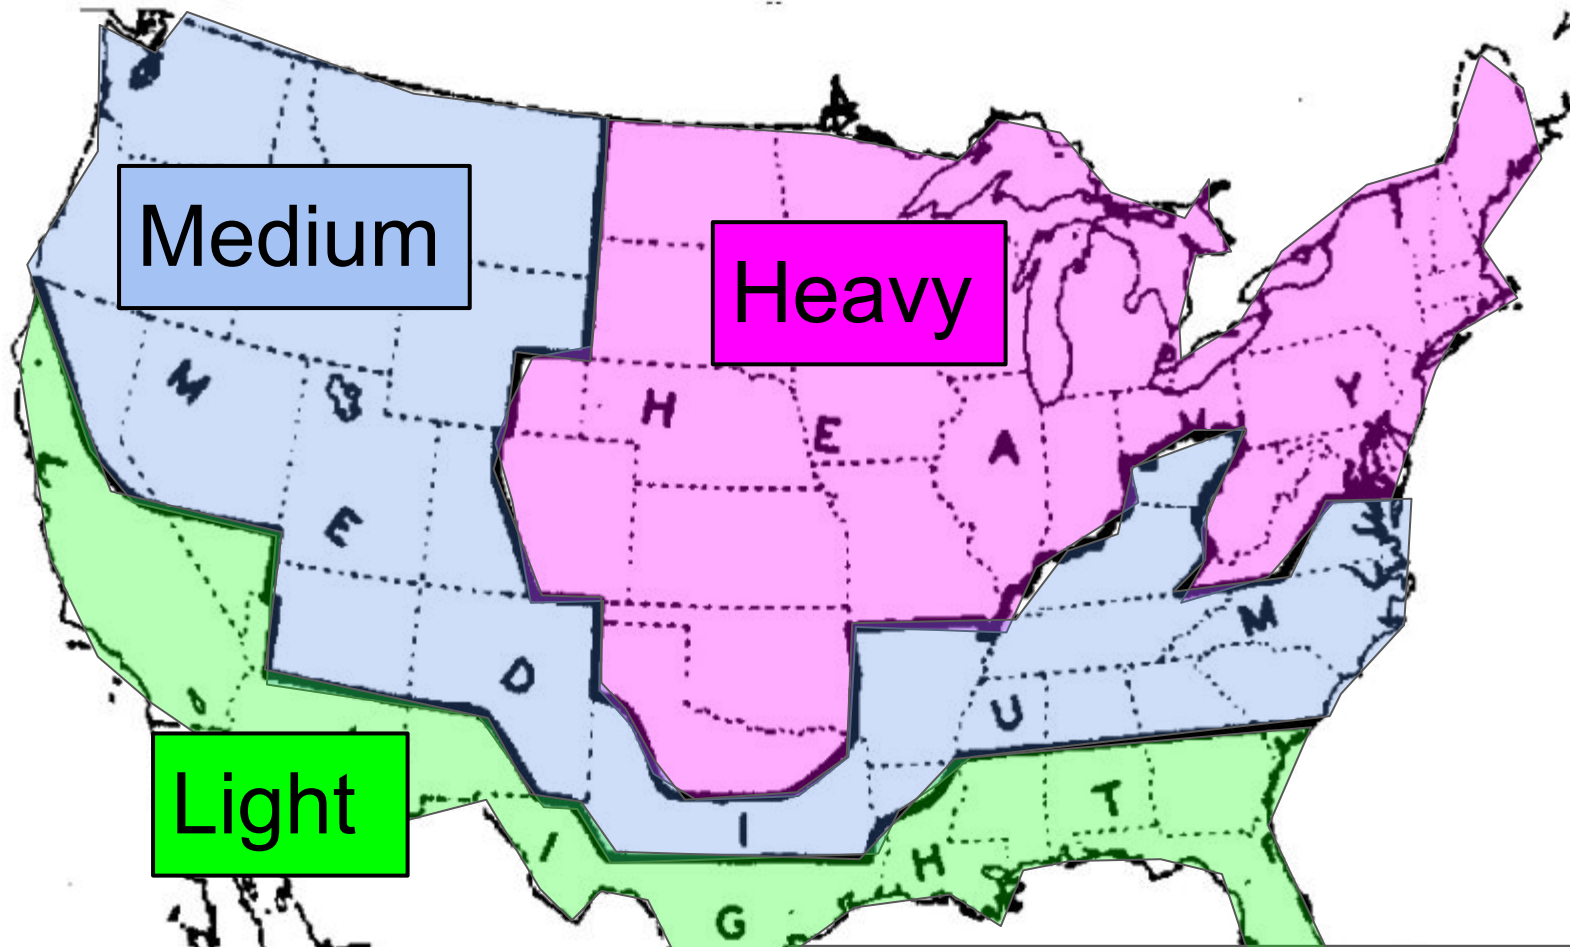 Medium
Heavy
Light
H E A V Y
M E D I U M
L I G H T